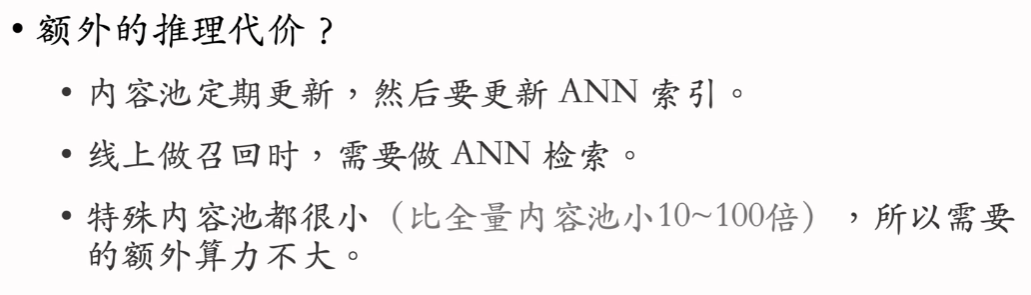 • 额外的推理代价？
• 内容池定期更新，然后要更新 ANN 索引。
• 线上做召回时，需要做 ANN 检索。
• 特殊内容池都很小（比全量内容池小10~100倍），所以需要
的额外算力不大。